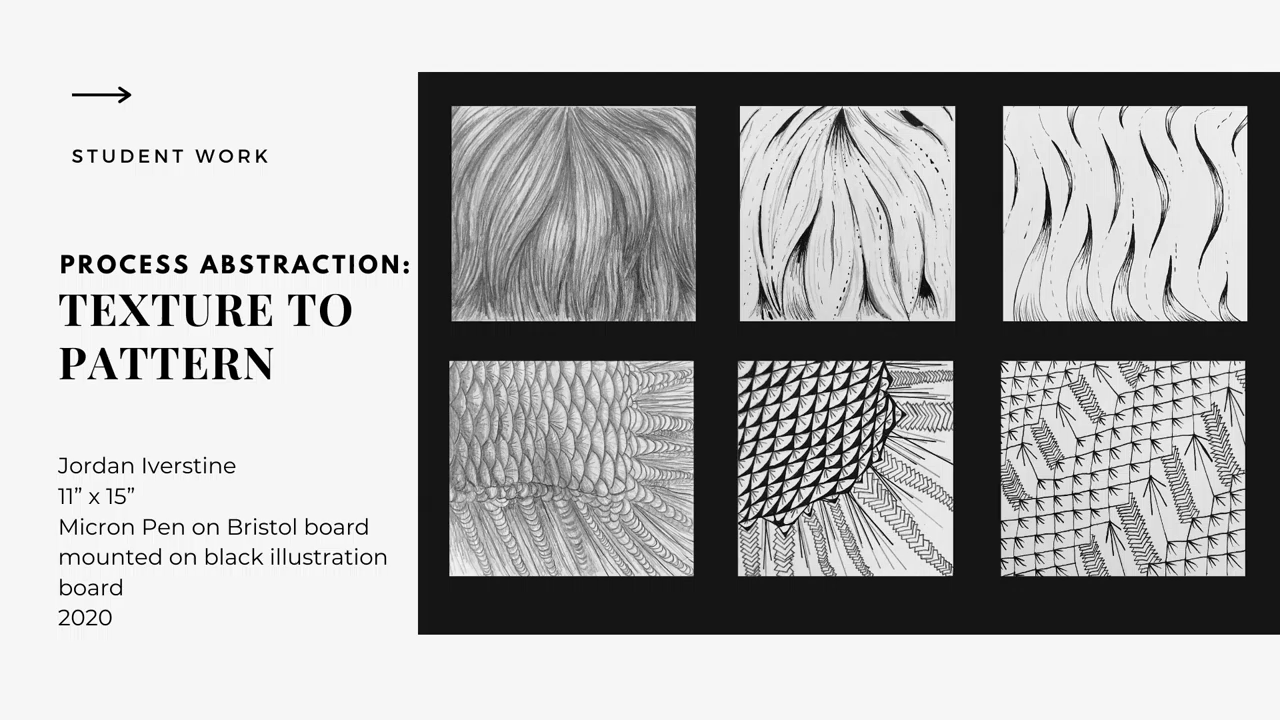 STUDENT WORK
PROCESS ABSTRACTION:
TEXTURE TO
PATTERN
Jordan Iverstine
11” x 15”
Micron Pen on Bristol board
mounted on black illustration
board
2020